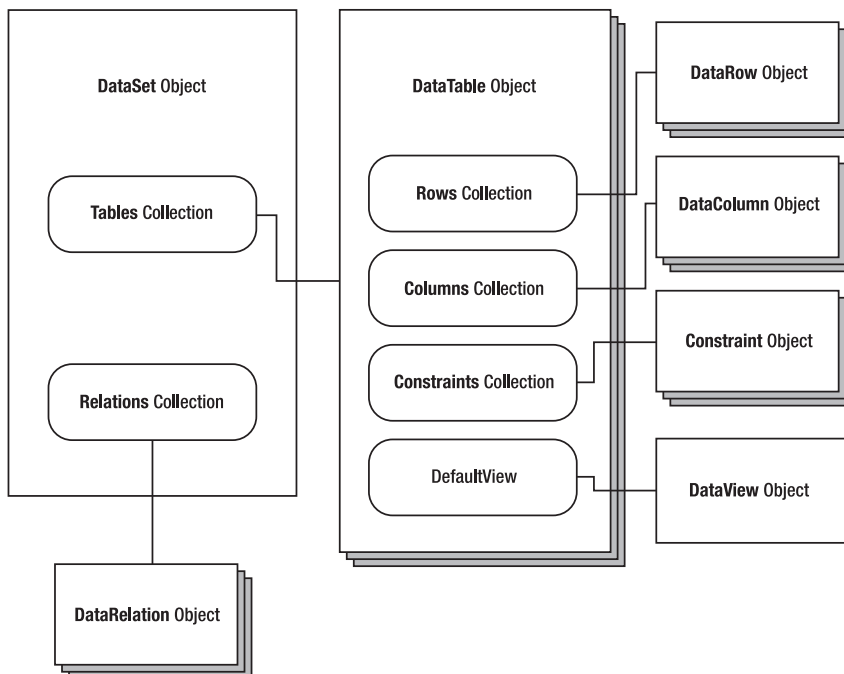 DataSet Object
Tables Collection
Relations Collection
DataRelation Object
DataTable Object
Rows Collection
Columns Collection
Constraints Collection
DefaultView
DataRow Object
DataColumn Object
Constraint Object
DataView Object